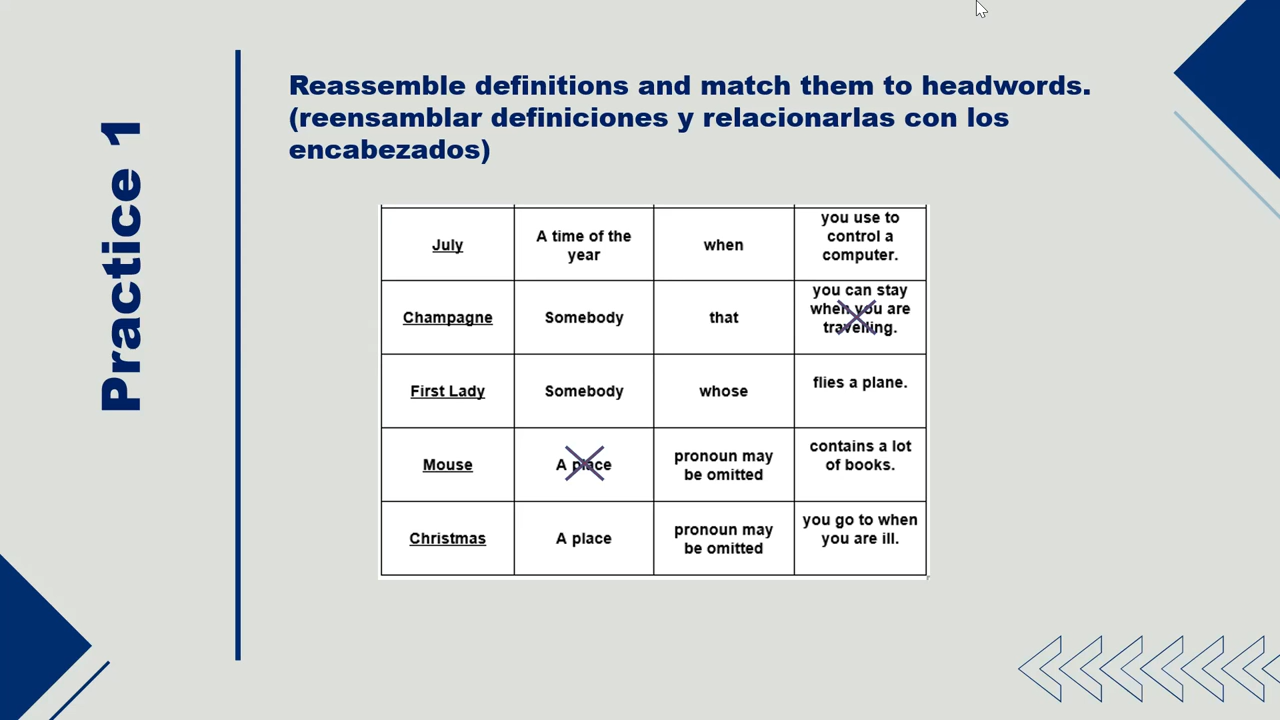 Practice 1
Reassemble definitions and match them to headwords.
(reensamblar definiciones y relacionarlas con los
encabezados)
July
A time of the
year
when
you use to
control a
computer.
Champagne
Somebody
that
you can stay
when you are
travelling.
First Lady
Somebody
whose
flies a plane.
Mouse
A place
pronoun may
be omitted
contains a lot
of books.
Christmas
A place
pronoun may
be omitted
you go to when
you are ill.